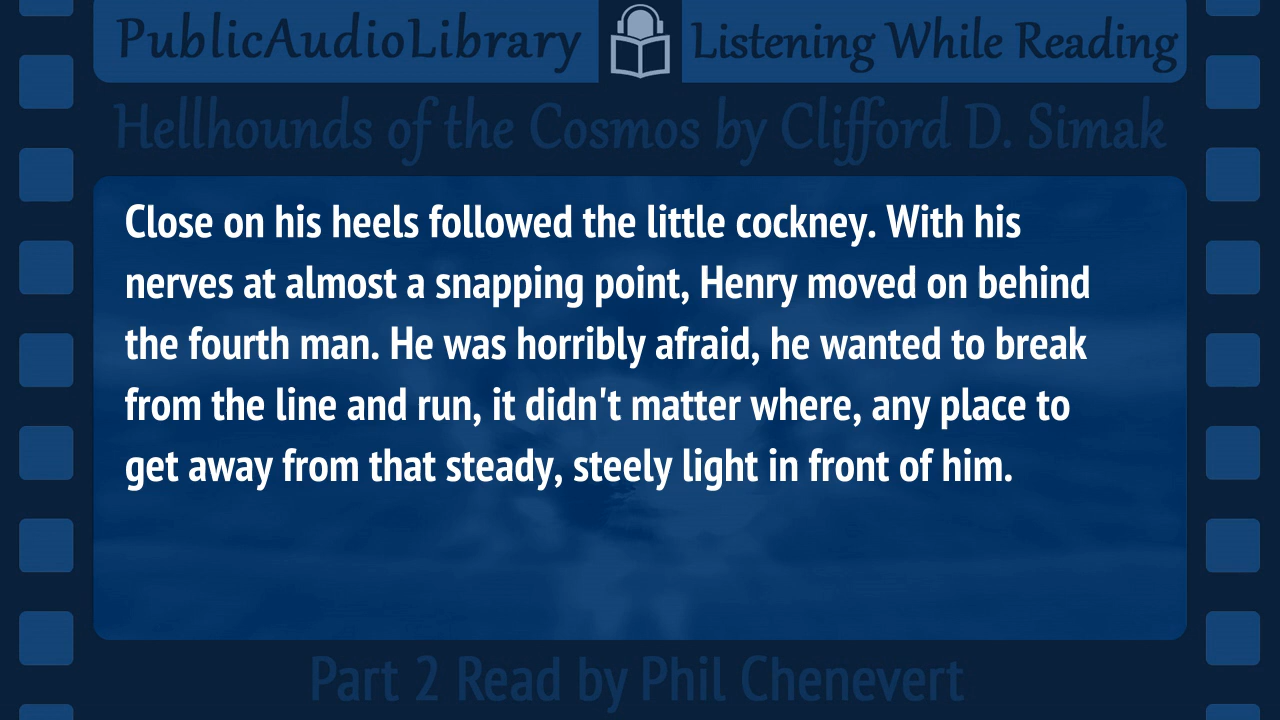 PublicAudioLibrary Listening While Reading
Hellhounds of the Cosmos by Clifford D. Simak
Close on his heels followed the little cockney. With his
nerves at almost a snapping point, Henry moved on behind
the fourth man. He was horribly afraid, he wanted to break
from the line and run, it didn't matter where, any place to
get away from that steady, steely light in front of him.
Part 2 Read by Phil Chenevert